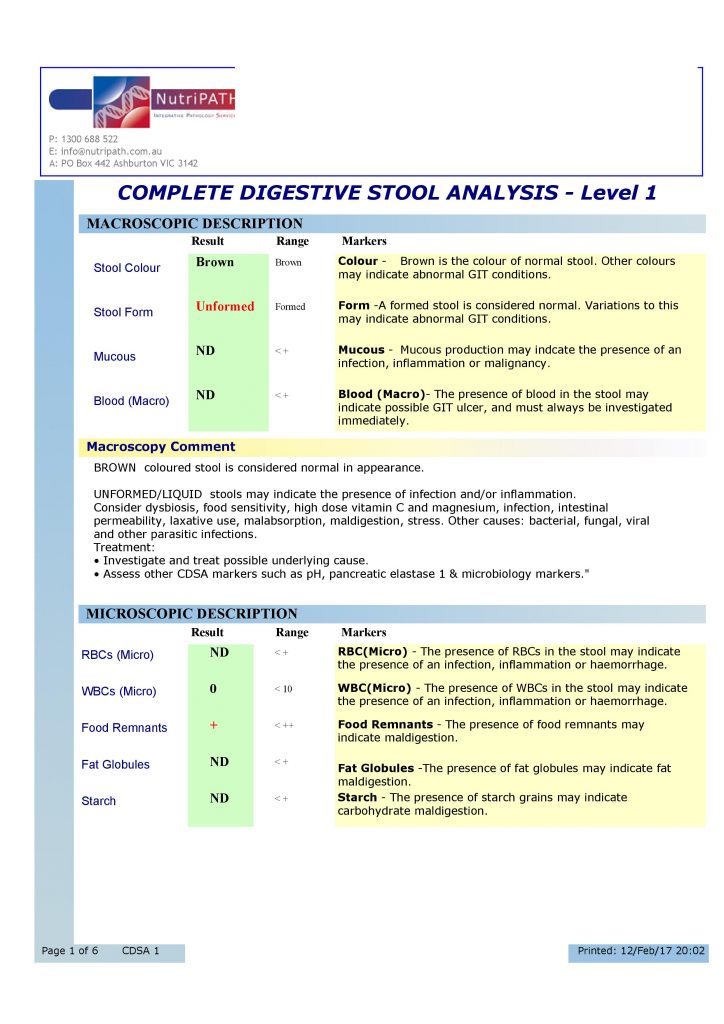 NutriPATH
INTEGRATIVE PATHOLOGY SERVIC
P: 1300 688 522
E: info@nutripath.com.au
A: PO Box 442 Ashburton VIC 3142
COMPLETE DIGESTIVE STOOL ANALYSIS - Level 1
MACROSCOPIC DESCRIPTION
Result Range Markers
Stool Colour Brown Brown Colour - Brown is the colour of normal stool. Other colours
may indicate abnormal GIT conditions.
Stool Form Unformed Formed Form -A formed stool is considered normal. Variations to this
may indicate abnormal GIT conditions.
Mucous ND < + Mucous - Mucous production may indcate the presence of an
infection, inflammation or malignancy.
Blood (Macro) ND < + Blood (Macro)- The presence of blood in the stool may
indicate possible GIT ulcer, and must always be investigated
immediately.
Macroscopy Comment
BROWN coloured stool is considered normal in appearance.
UNFORMED/LIQUID stools may indicate the presence of infection and/or inflammation.
Consider dysbiosis, food sensitivity, high dose vitamin C and magnesium, infection, intestinal
permeability, laxative use, malabsorption, maldigestion, stress. Other causes: bacterial, fungal, viral
and other parasitic infections.
Treatment:
• Investigate and treat possible underlying cause.
• Assess other CDSA markers such as pH, pancreatic elastase 1 & microbiology markers."
MICROSCOPIC DESCRIPTION
Result Range Markers
RBCs (Micro) ND < + RBC(Micro) - The presence of RBCs in the stool may indicate
the presence of an infection, inflammation or haemorrhage.
WBCs (Micro) 0 < 10 WBC(Micro) - The presence of WBCs in the stool may indicate
the presence of an infection, inflammation or haemorrhage.
Food Remnants + < ++ Food Remnants - The presence of food remnants may
indicate maldigestion.
Fat Globules ND < + Fat Globules -The presence of fat globules may indicate fat
maldigestion.
Starch ND < + Starch - The presence of starch grains may indicate
carbohydrate maldigestion.
Page 1 of 6 CDSA 1 Printed: 12/Feb/17 20:02